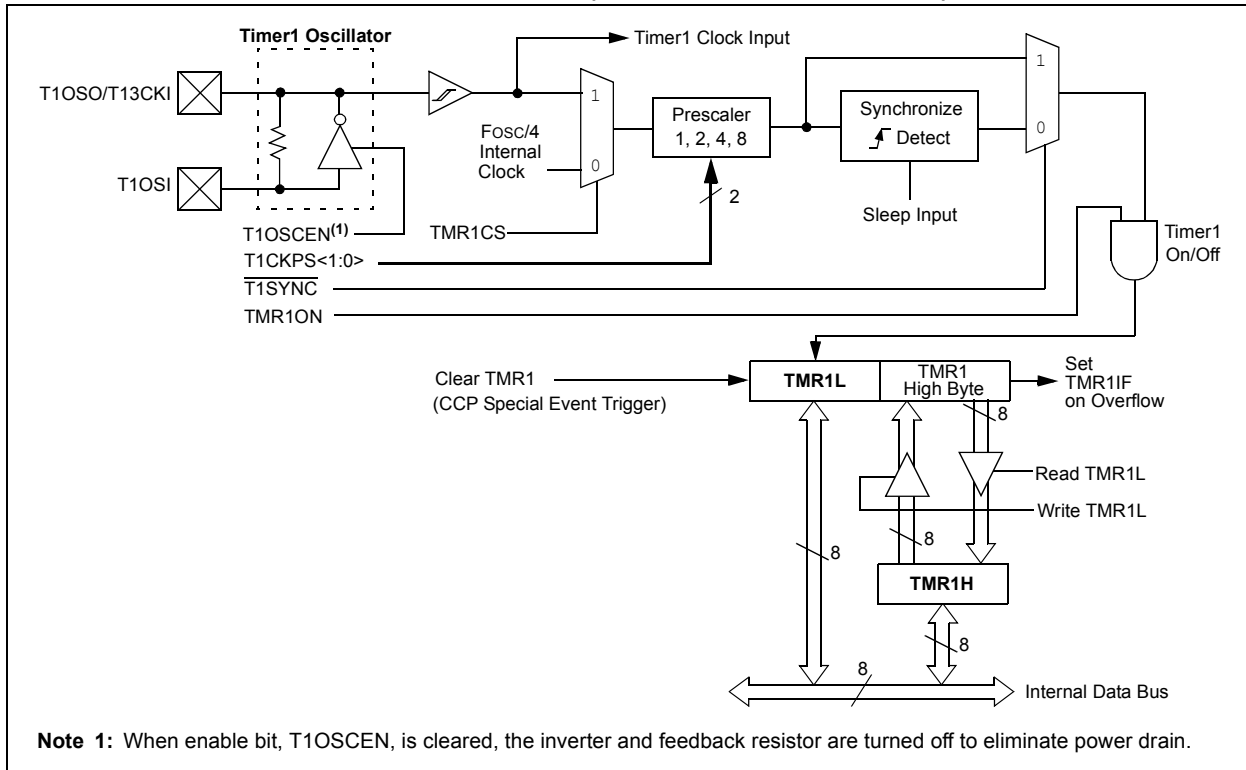 Timer1 Oscillator
Timer1 Clock Input
1
T1OSO/T13CKI
1
Prescaler
1, 2, 4, 8
Synchronize
Detect
FOSC/4
Internal
Clock
0
0
T1OSI
2
Sleep Input
T1OSCEN(1)
TMR1CS
Timer1
On/Off
T1CKPS<1:0>
T1SYNC
TMR1ON
Clear TMR1
(CCP Special Event Trigger)
TMR1L
TMR1
High Byte
Set
TMR1IF
on Overflow
8
Read TMR1L
Write TMR1L
8
8
TMR1H
8
8
Internal Data Bus
Note 1: When enable bit, T1OSCEN, is cleared, the inverter and feedback resistor are turned off to eliminate power drain.